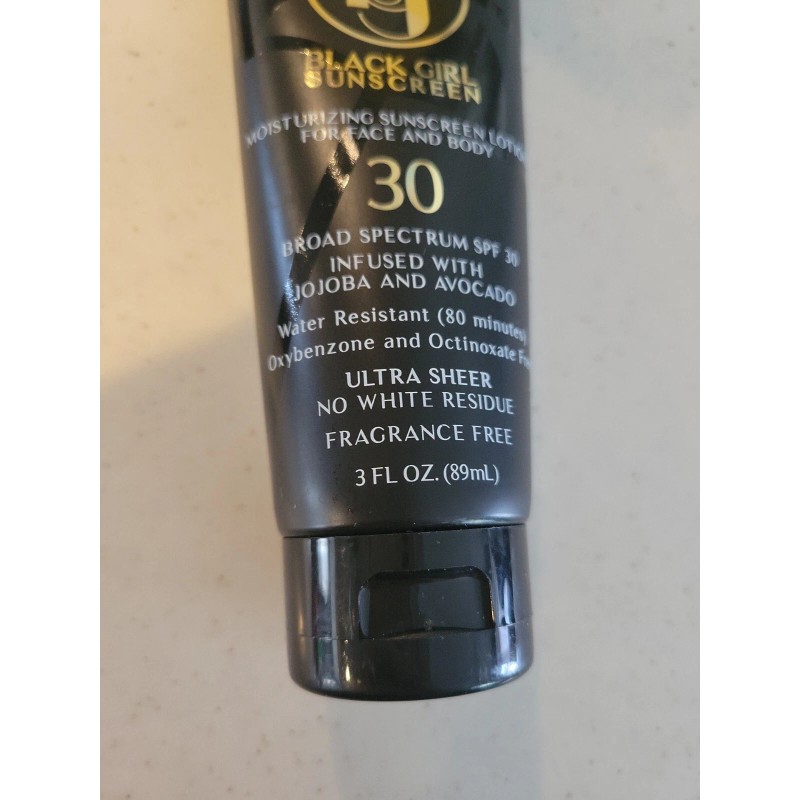 BLACK GIRL
SUNSCREEN
MOISTURIZING SUNSCREEN LOTION
FOR FACE AND BODY
30
BROAD SPECTRUM SPF 30
INFUSED WITH
JOJOBA AND AVOCADO
Water Resistant (80 minutes)
Oxybenzone and Octinoxate Free
ULTRA SHEER
NO WHITE RESIDUE
FRAGRANCE FREE
3 FL OZ. (89mL)